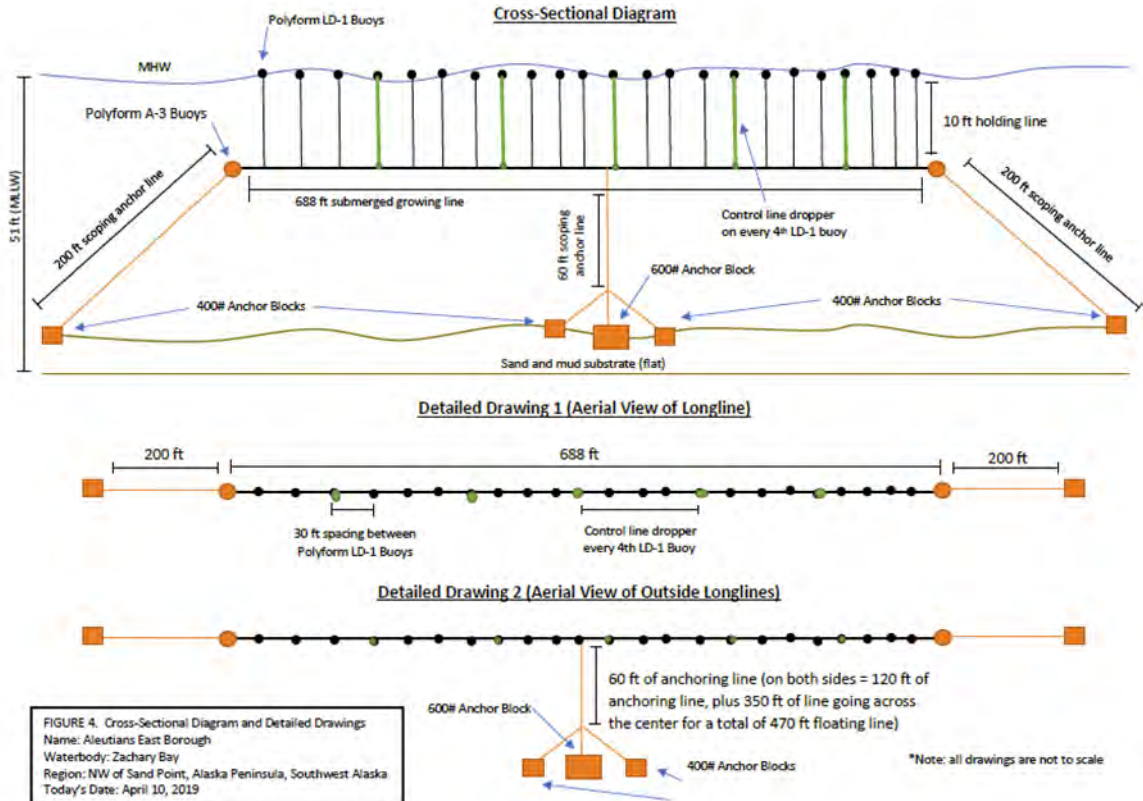 Cross-Sectional Diagram
Polyform LD-1 Buoys
MHW
Polyform A-3 Buoys
10 ft holding line
51 ft (MLLW)
200 ft scoping anchor line
688 ft submerged growing line
60 ft scoping
anchor line
Control line dropper
on every 4th LD-1 buoy
200 ft scoping anchor line
600# Anchor Block
400# Anchor Blocks
400# Anchor Blocks
Sand and mud substrate (flat)
Detailed Drawing 1 (Aerial View of Longline)
200 ft
688 ft
200 ft
30 ft spacing between
Polyform LD-1 Buoys
Control line dropper
every 4th LD-1 Buoy
Detailed Drawing 2 (Aerial View of Outside Longlines)
60 ft of anchoring line (on both sides = 120 ft of
anchoring line, plus 350 ft of line going across
the center for a total of 470 ft floating line)
600# Anchor Block
400# Anchor Blocks
*Note: all drawings are not to scale
FIGURE 4. Cross-Sectional Diagram and Detailed Drawings
Name: Aleutians East Borough
Waterbody: Zachary Bay
Region: NW of Sand Point, Alaska Peninsula, Southwest Alaska
Today's Date: April 10, 2019